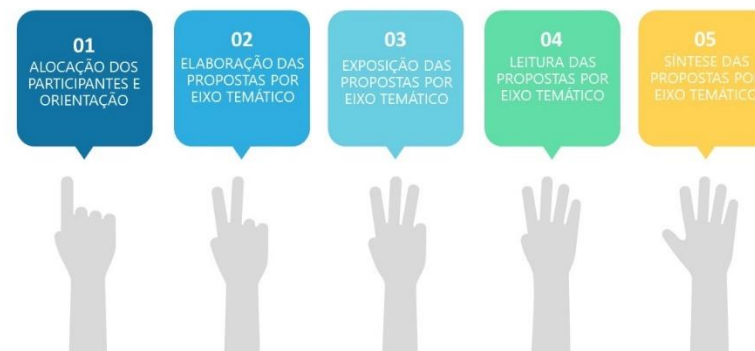 01
ALOCAÇÃO DOS
PARTICIPANTES E
ORIENTAÇÃO
02
ELABORAÇÃO DAS
PROPOSTAS POR
EIXO TEMÁTICO
03
EXPOSIÇÃO DAS
PROPOSTAS POR
EIXO TEMÁTICO
04
LEITURA DAS
PROPOSTAS POR
EIXO TEMÁTICO
05
SÍNTESE DAS
PROPOSTAS POR
EIXO TEMÁTICO